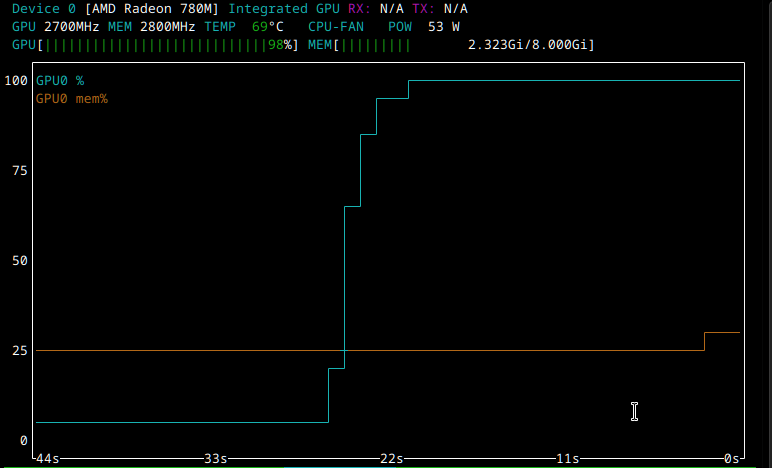 Device 0 [AMD Radeon 780M] Integrated GPU RX: N/A TX: N/A
GPU 2700MHz MEM 2800MHz TEMP 69°C CPU-FAN POW 53 W
GPU[||||||||||||||||||||||||||||98%] MEM[||||||||| 2.323Gi/8.000Gi]
100 GPU0 %
GPU0 mem%
75
50
25
0
44s 33s 22s 11s 0s